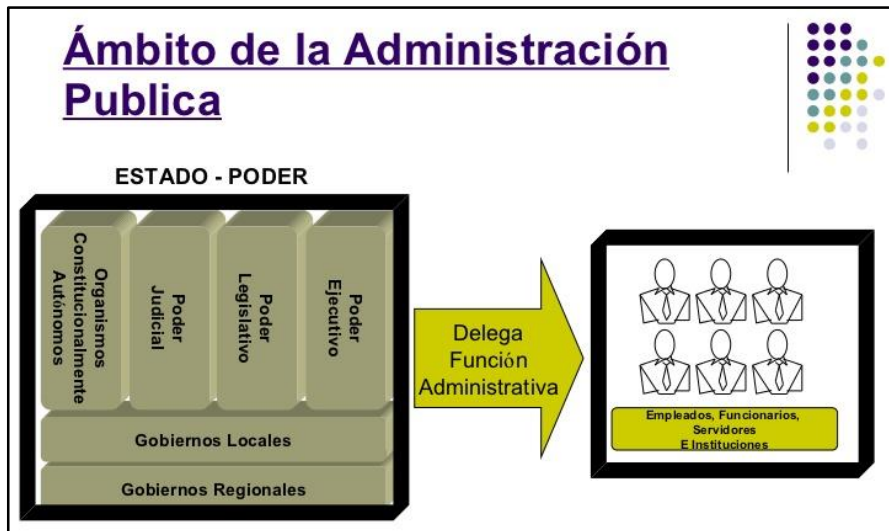 Ámbito de la Administración
Publica
ESTADO - PODER
Organismos
Constitucionalmente
Autónomos
Poder
Judicial
Poder
Legislativo
Poder
Ejecutivo
Gobiernos Locales
Gobiernos Regionales
Delega
Función
Administrativa
Empleados, Funcionarios,
Servidores
E Instituciones